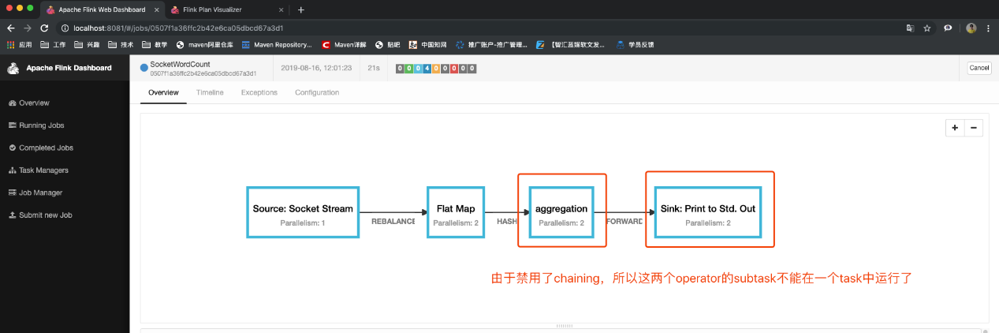 Apache Flink Web Dashboard
Flink Plan Visualizer
localhost:8081/#/jobs/0507f1a36ffc2b42e6ca05dbcd67a3d1
应用 工作 兴趣 技术 教学 maven阿里仓库 Maven Repository... Maven详解 贴吧 中国知网 推广账户-推广管理... 【智汇蓝媒软文发... 学员反馈
Apache Flink Dashboard
Overview
Running Jobs
Completed Jobs
Task Managers
Job Manager
Submit new Job
SocketWordCount
0507f1a36ffc2b42e6ca05dbcd67a3d1
2019-08-16, 12:01:23
21s
0 0 0 4 0 0 0 0 0
Cancel
Overview Timeline Exceptions Configuration
+ −
Source: Socket Stream
Parallelism: 1
REBALANCE
Flat Map
Parallelism: 2
HASH
aggregation
Parallelism: 2
FORWARD
Sink: Print to Std. Out
Parallelism: 2
由于禁用了chaining，所以这两个operator的subtask不能在一个task中运行了